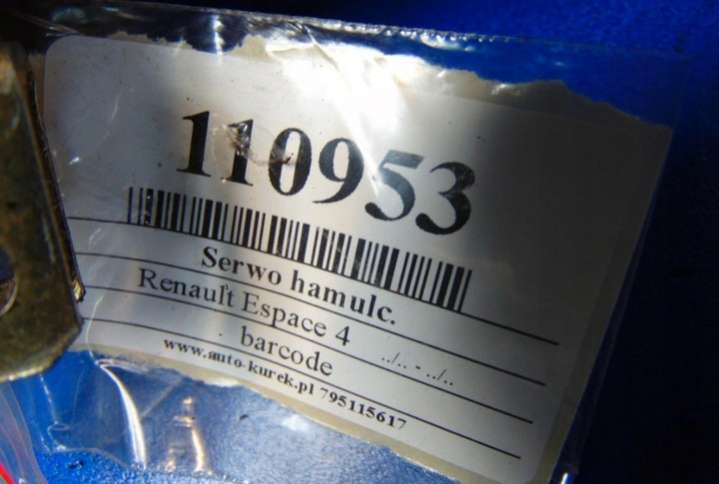 110953
Serwo hamulc.
Renault Espace 4 ../.. - ../..
barcode
www.auto-kurek.pl 795115617